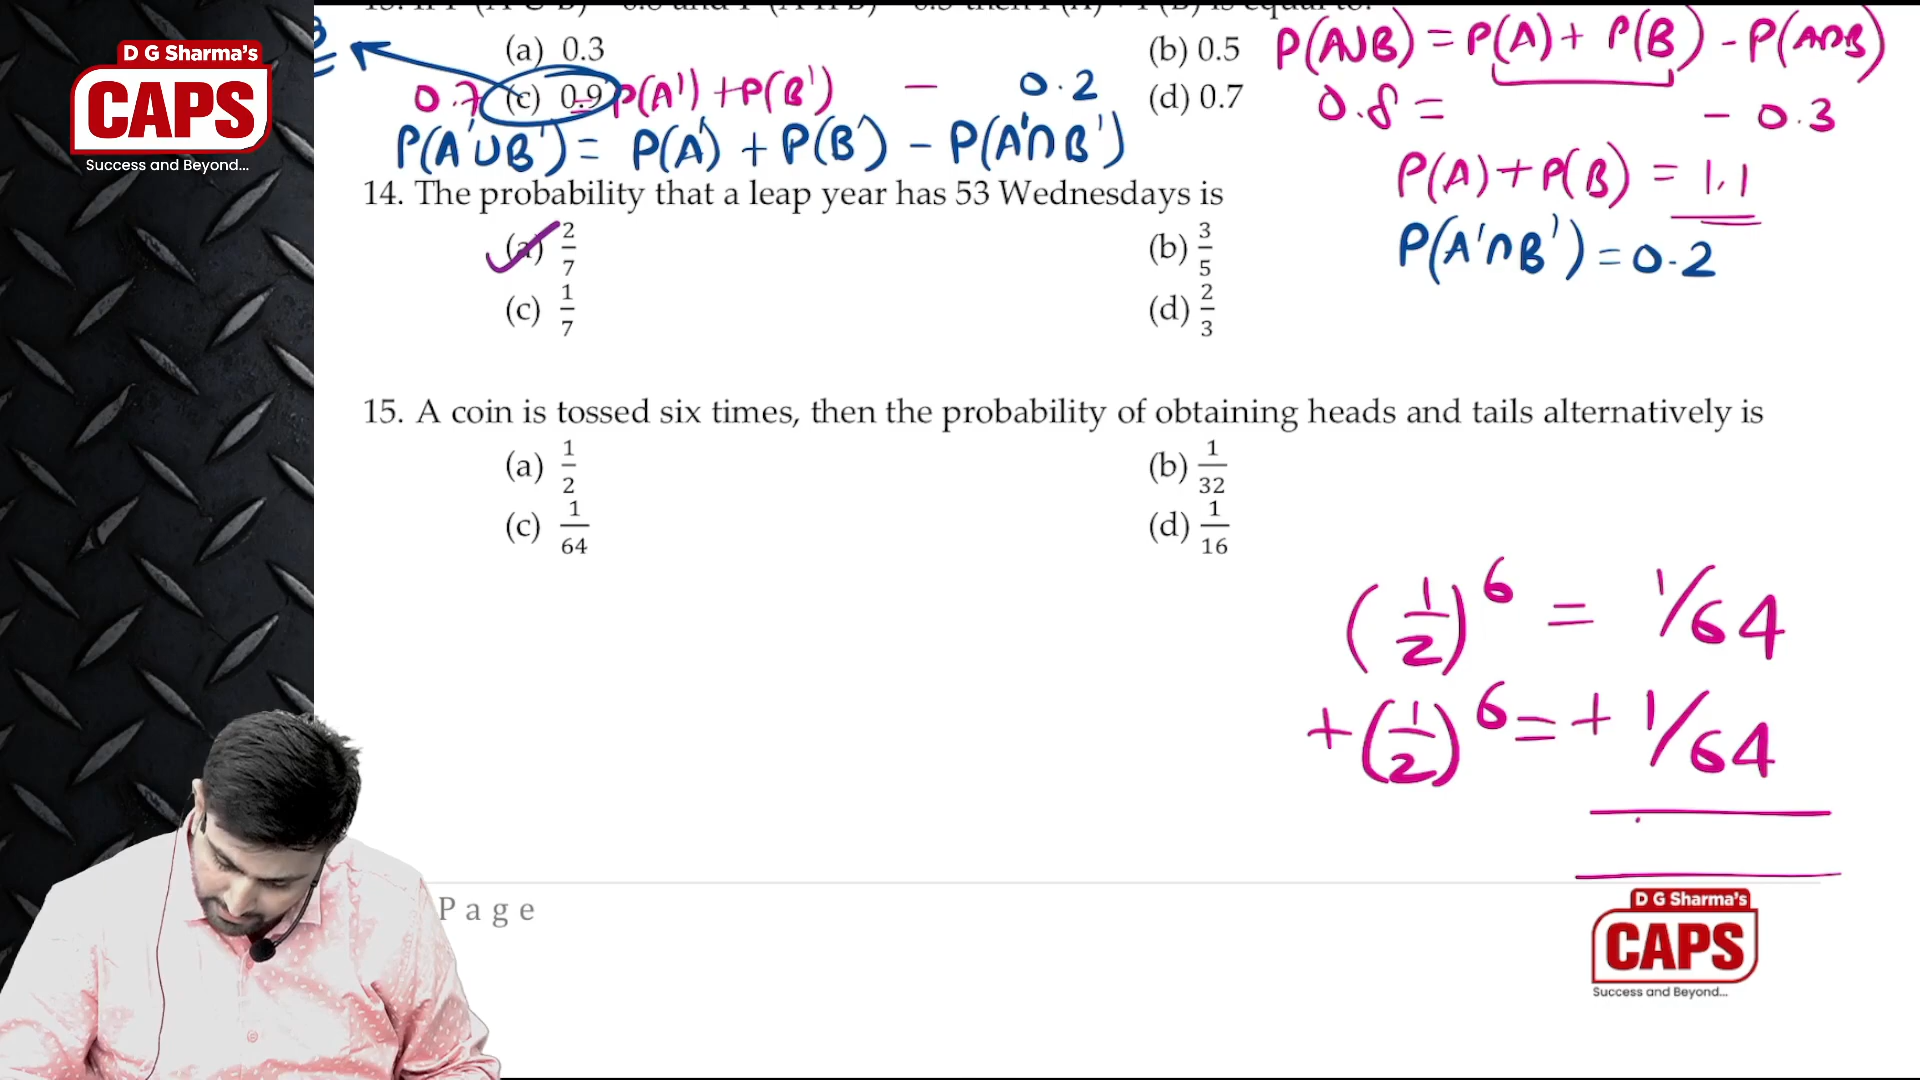 D G Sharma's
CAPS
Success and Beyond...
(a) 0.3
(b) 0.5
P(A∪B) = P(A) + P(B) - P(A∩B)
0.7 = P(A') + P(B') - 0.2
(c) 0.9
(d) 0.7
0.8 = - 0.3
P(A'∪B') = P(A') + P(B') - P(A'∩B')
P(A) + P(B) = 1.1
14. The probability that a leap year has 53 Wednesdays is
P(A'∩B') = 0.2
(a) 2/7
(b) 3/5
(c) 1/7
(d) 2/3
15. A coin is tossed six times, then the probability of obtaining heads and tails alternatively is
(a) 1/2
(b) 1/32
(c) 1/64
(d) 1/16
(1/2)^6 = 1/64
+(1/2)^6 = + 1/64
Page
D G Sharma's
CAPS
Success and Beyond...